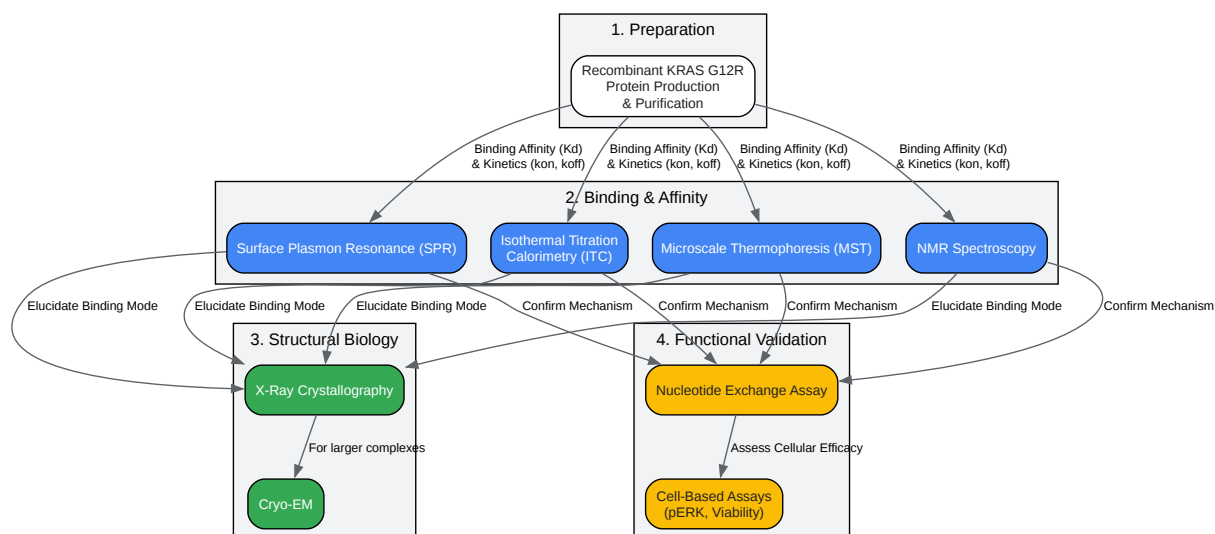 1. Preparation
Recombinant KRAS G12R
Protein Production
& Purification
Binding Affinity (Kd)
& Kinetics (kon, koff)
Binding Affinity (Kd)
& Kinetics (kon, koff)
Binding Affinity (Kd)
& Kinetics (kon, koff)
Binding Affinity (Kd)
& Kinetics (kon, koff)
2. Binding & Affinity
Surface Plasmon Resonance (SPR)
Isothermal Titration
Calorimetry (ITC)
Microscale Thermophoresis (MST)
NMR Spectroscopy
Elucidate Binding Mode
Elucidate Binding Mode
Elucidate Binding Mode
Confirm Mechanism
Confirm Mechanism
Confirm Mechanism
Elucidate Binding Mode
Confirm Mechanism
3. Structural Biology
X-Ray Crystallography
For larger complexes
Cryo-EM
4. Functional Validation
Nucleotide Exchange Assay
Assess Cellular Efficacy
Cell-Based Assays
(pERK, Viability)